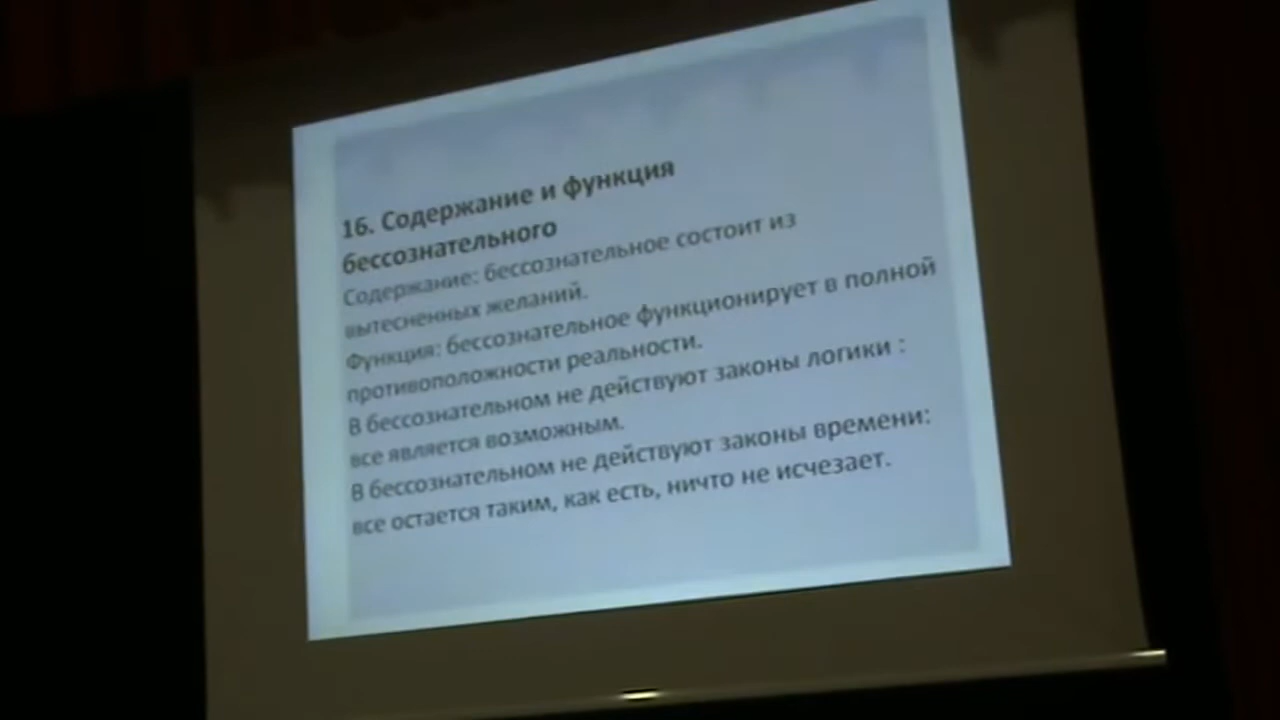 16. Содержание и функция
бессознательного
Содержание: бессознательное состоит из
вытесненных желаний.
Функция: бессознательное функционирует в полной
противоположности реальности.
В бессознательном не действуют законы логики :
все является возможным.
В бессознательном не действуют законы времени:
все остается таким, как есть, ничто не исчезает.